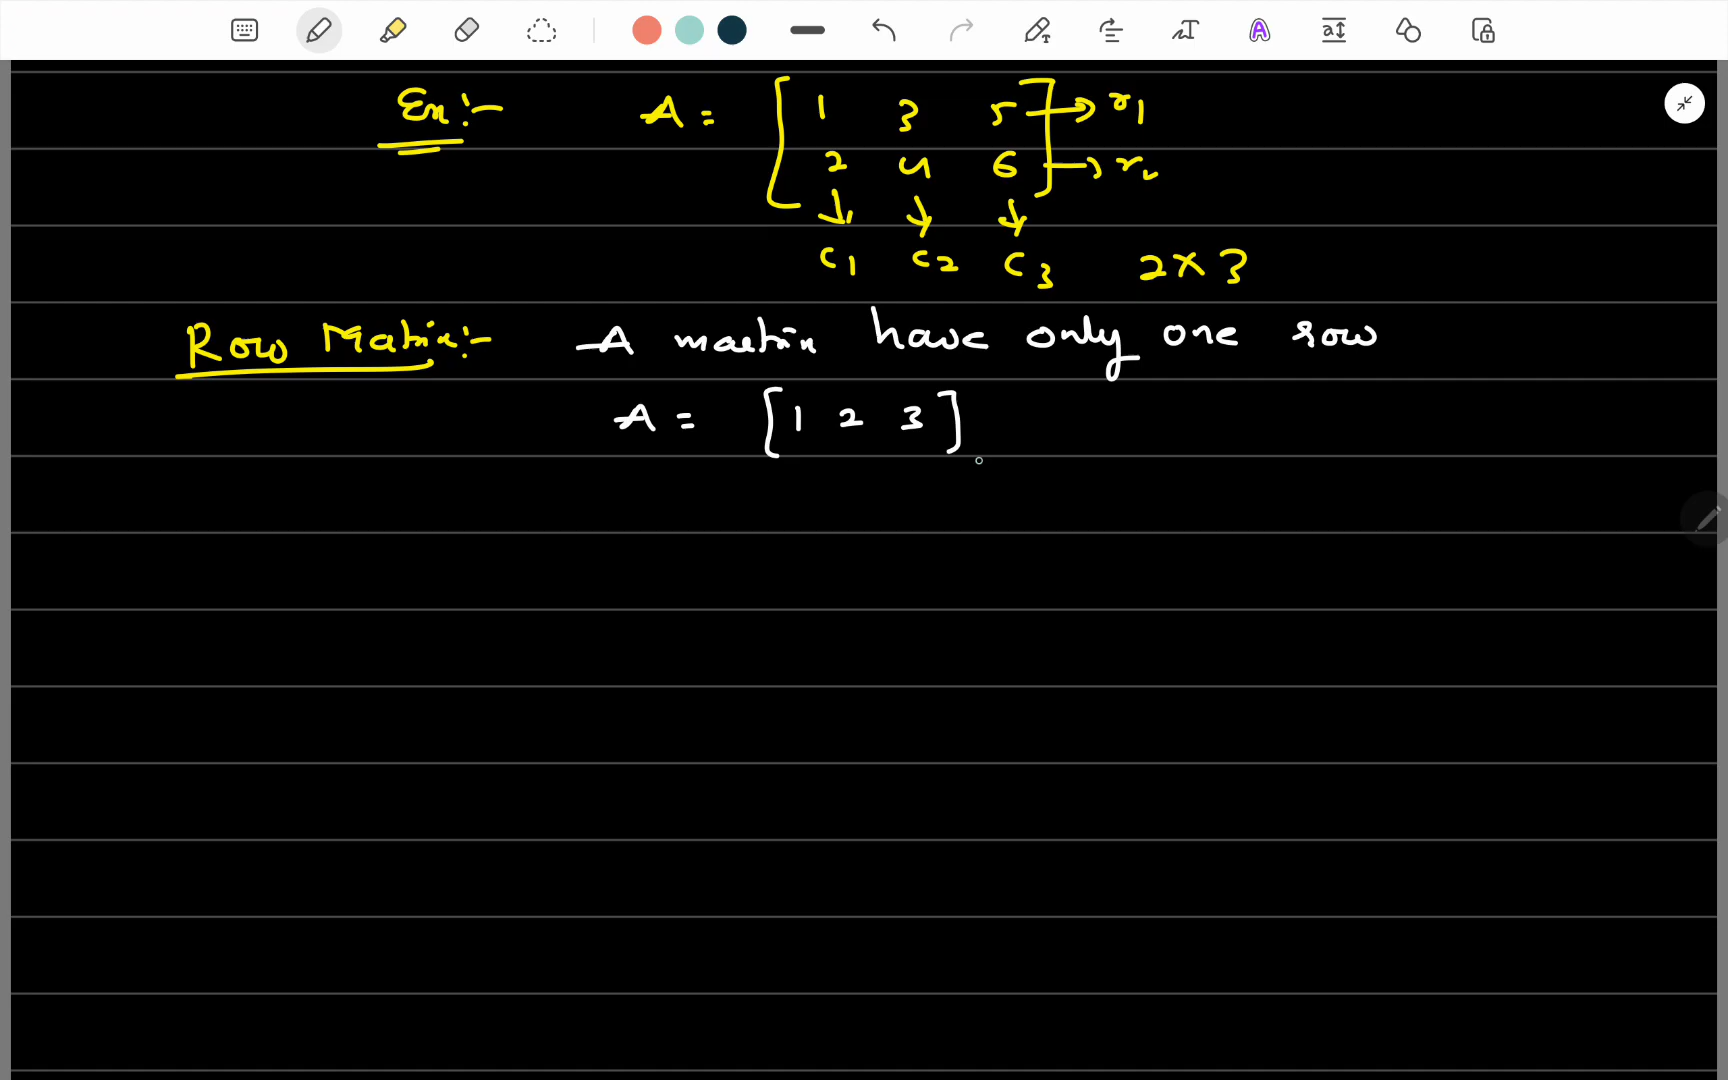 Ex:- A = [ 1 3 5 ] → r1
2 4 6 → r2
↓ ↓ ↓
c1 c2 c3 2×3
Row Matrix:- A maetrix have only one row
A = [1 2 3]